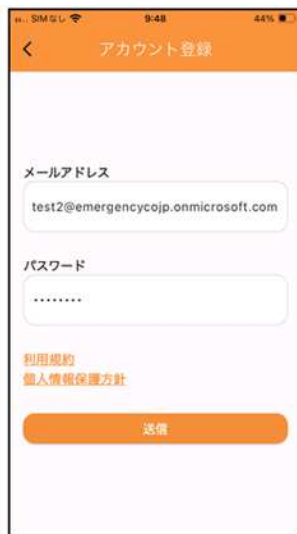 SIMなし 9:48 44%
アカウント登録
メールアドレス
test2@emergencycojp.onmicrosoft.com
パスワード
••••••••
利用規約
個人情報保護方針
送信